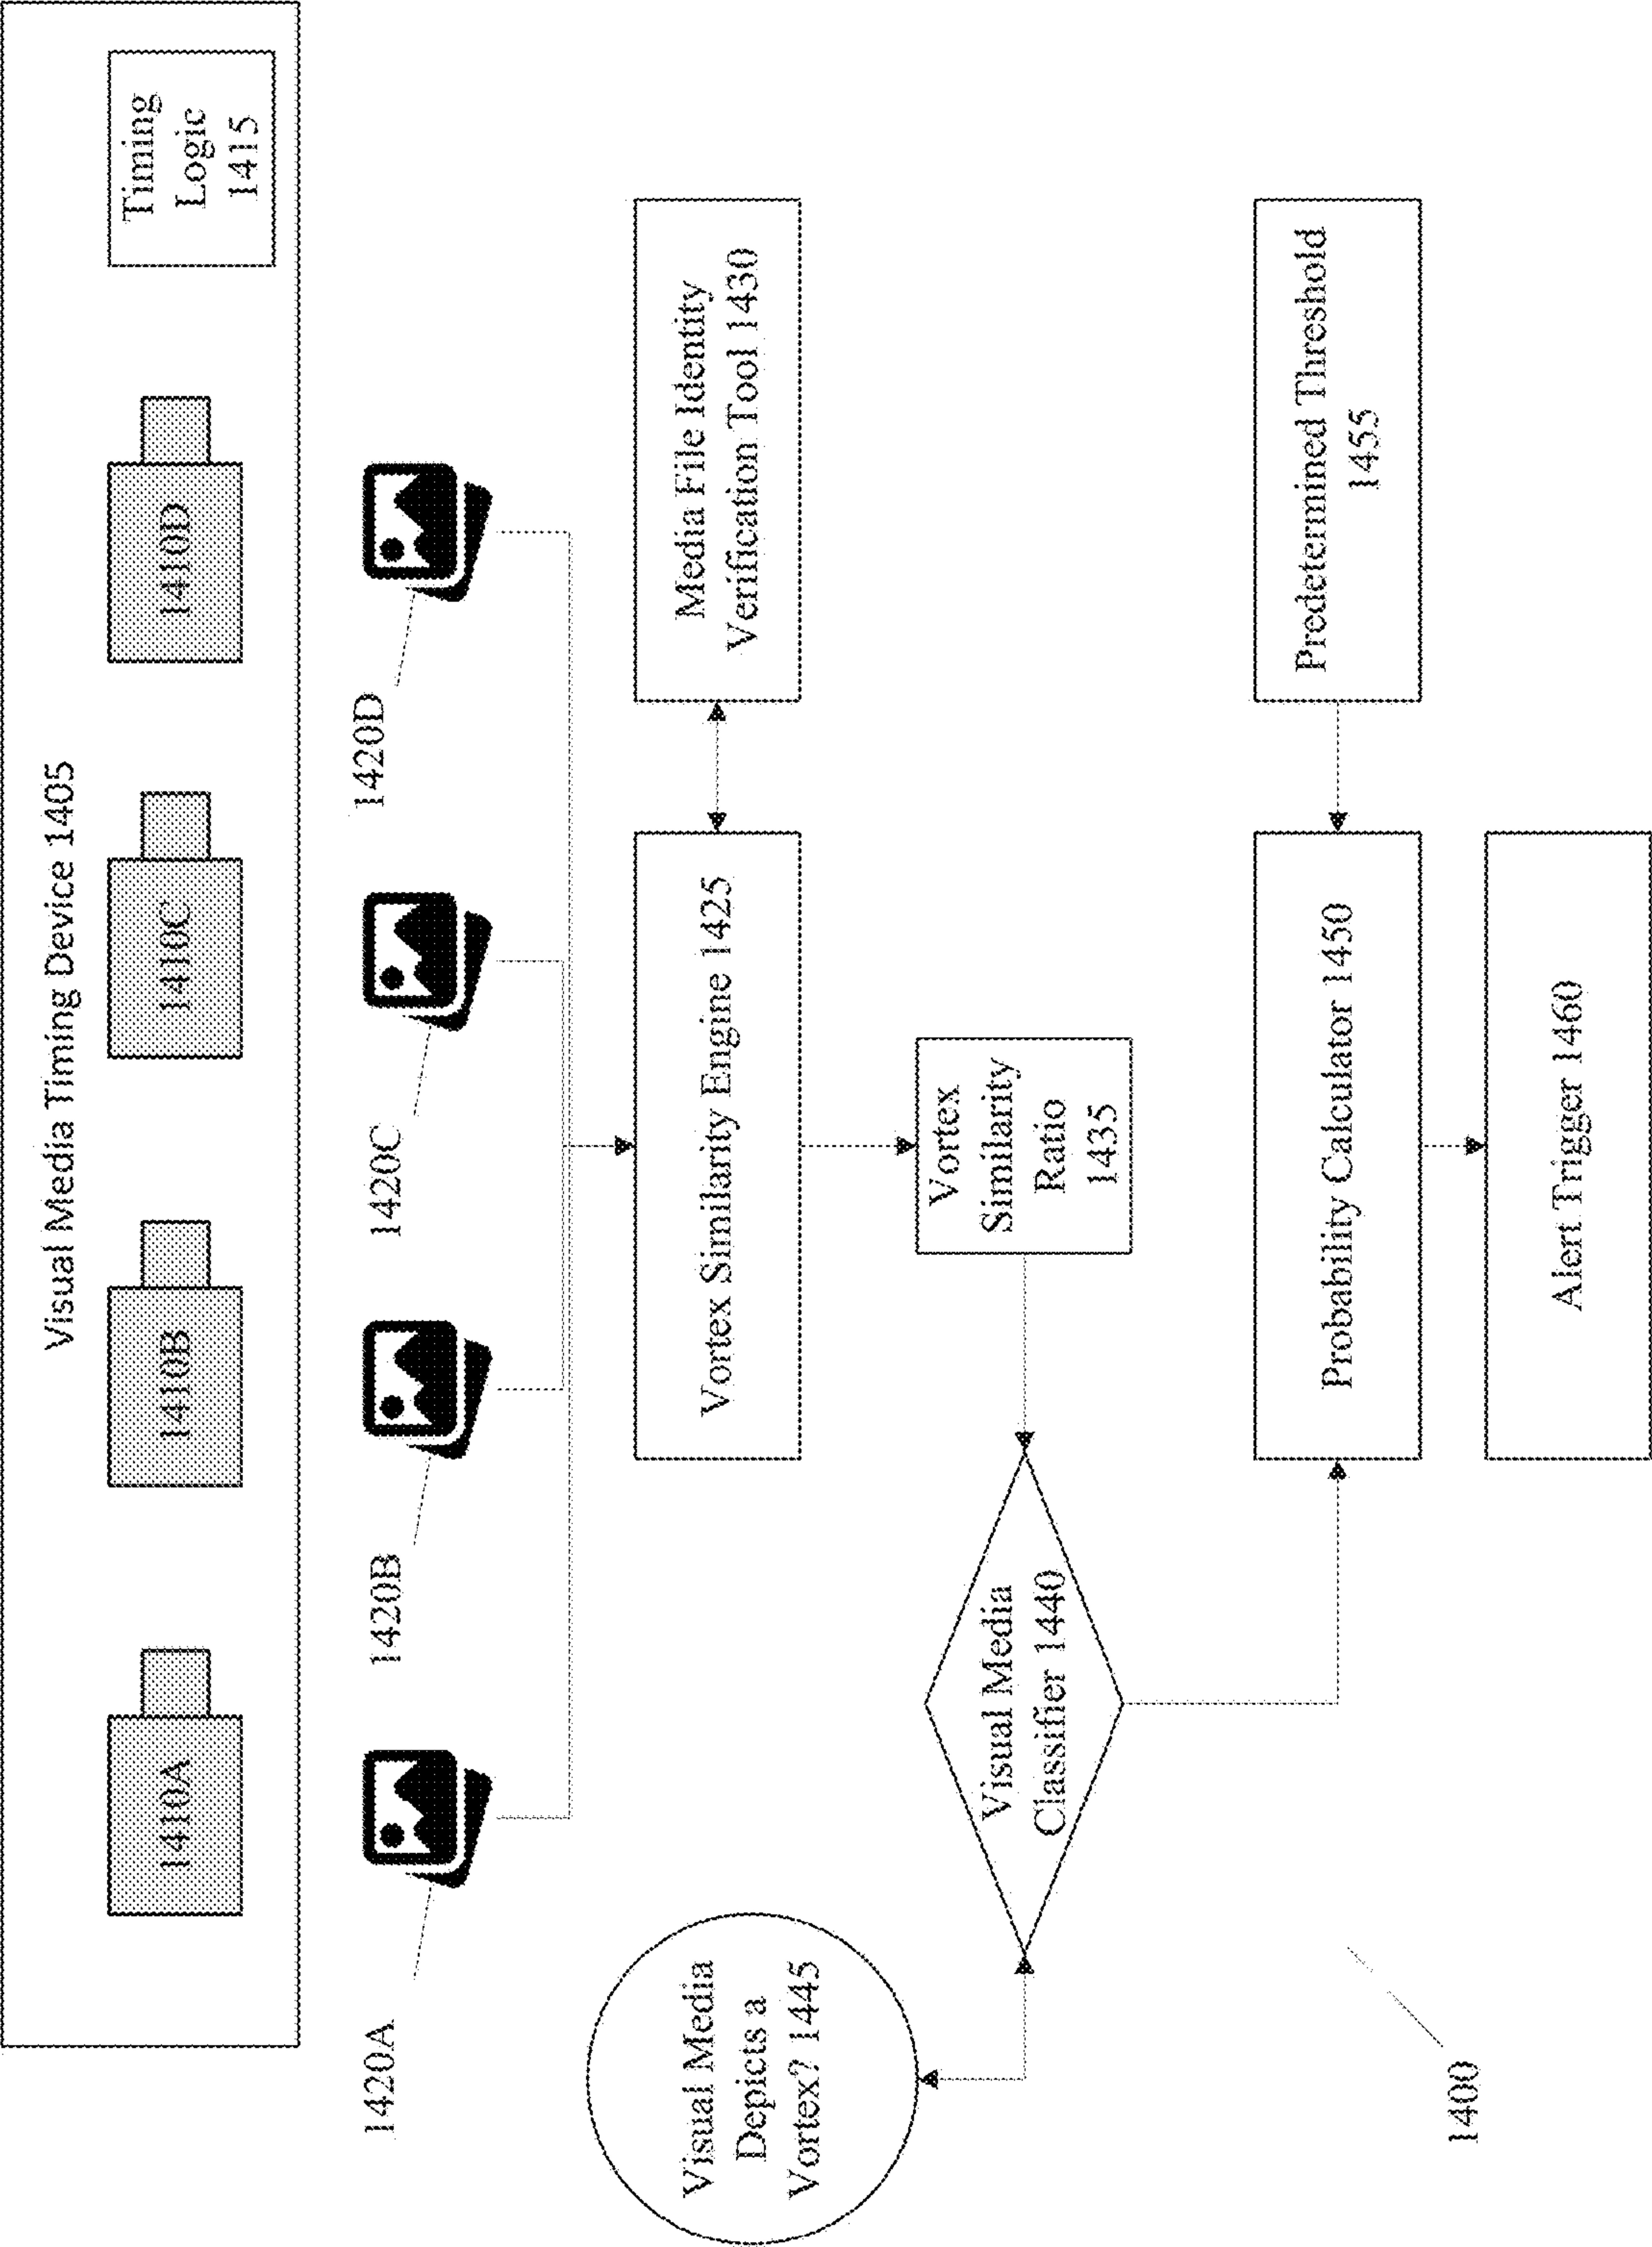 Visual Media Timing Device 1405
1410A
1410B
1410C
1410D
Timing
Logic
1415
1420A
1420B
1420C
1420D
Vortex Similarity Engine 1425
Media File Identity
Verification Tool 1430
Visual Media
Depicts a
Vortex? 1445
Visual Media
Classifier 1440
Vortex
Similarity
Ratio
1435
Probability Calculator 1450
Predetermined Threshold
1455
Alert Trigger 1460
1400